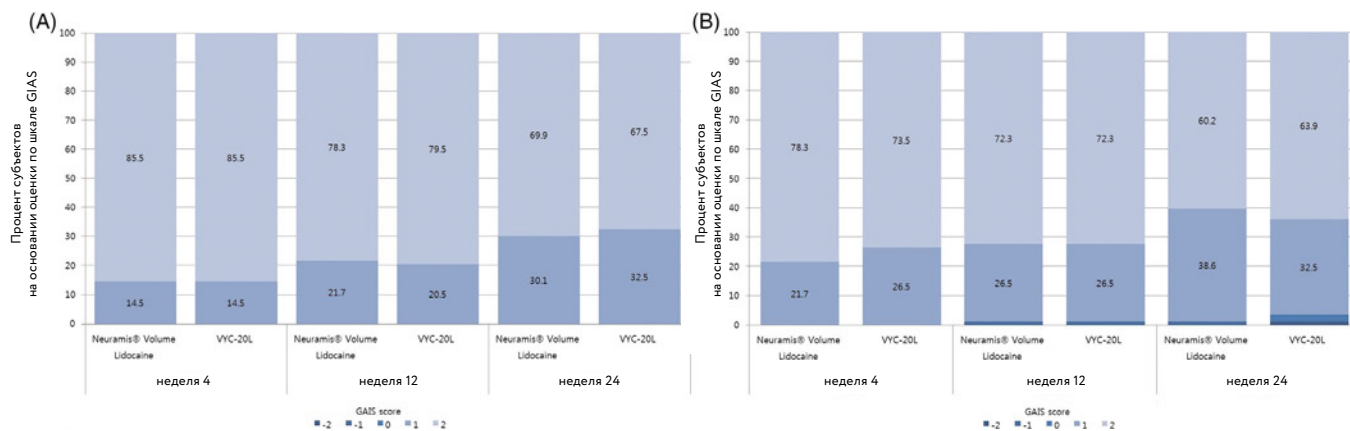 (A)
Процент субъектов
на основании оценки по шкале GIAS
100
90
80
70
60
50
40
30
20
10
0
85.5
85.5
78.3
79.5
69.9
67.5
14.5
14.5
21.7
20.5
30.1
32.5
Neuramis® Volume
Lidocaine
VYC-20L
Neuramis® Volume
Lidocaine
VYC-20L
Neuramis® Volume
Lidocaine
VYC-20L
неделя 4
неделя 12
неделя 24
GAIS score
-2 -1 0 1 2
(B)
Процент субъектов
на основании оценки по шкале GIAS
100
90
80
70
60
50
40
30
20
10
0
78.3
73.5
72.3
72.3
60.2
63.9
21.7
26.5
26.5
26.5
38.6
32.5
Neuramis® Volume
Lidocaine
VYC-20L
Neuramis® Volume
Lidocaine
VYC-20L
Neuramis® Volume
Lidocaine
VYC-20L
неделя 4
неделя 12
неделя 24
GAIS score
-2 -1 0 1 2